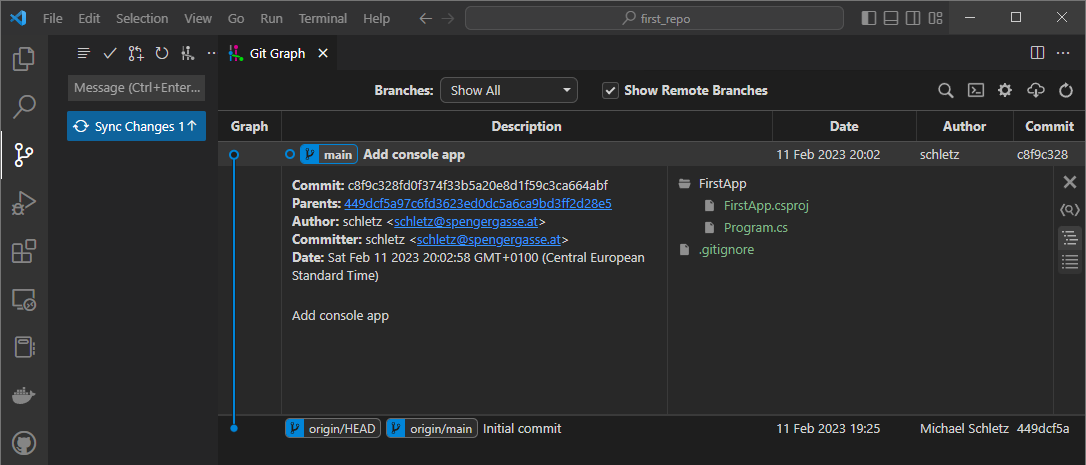 File Edit Selection View Go Run Terminal Help first_repo
Git Graph
Message (Ctrl+Enter...
Sync Changes 1↑
Branches: Show All Show Remote Branches
Graph Description Date Author Commit
main Add console app 11 Feb 2023 20:02 schletz c8f9c328
Commit: c8f9c328fd0f374f33b5a20e8d1f59c3ca664abf
Parents: 449dcf5a97c6fd3623ed0dc5a6ca9bd3ff2d28e5
Author: schletz <schletz@spengergasse.at>
Committer: schletz <schletz@spengergasse.at>
Date: Sat Feb 11 2023 20:02:58 GMT+0100 (Central European
Standard Time)
Add console app
FirstApp
FirstApp.csproj
Program.cs
.gitignore
origin/HEAD origin/main Initial commit 11 Feb 2023 19:25 Michael Schletz 449dcf5a